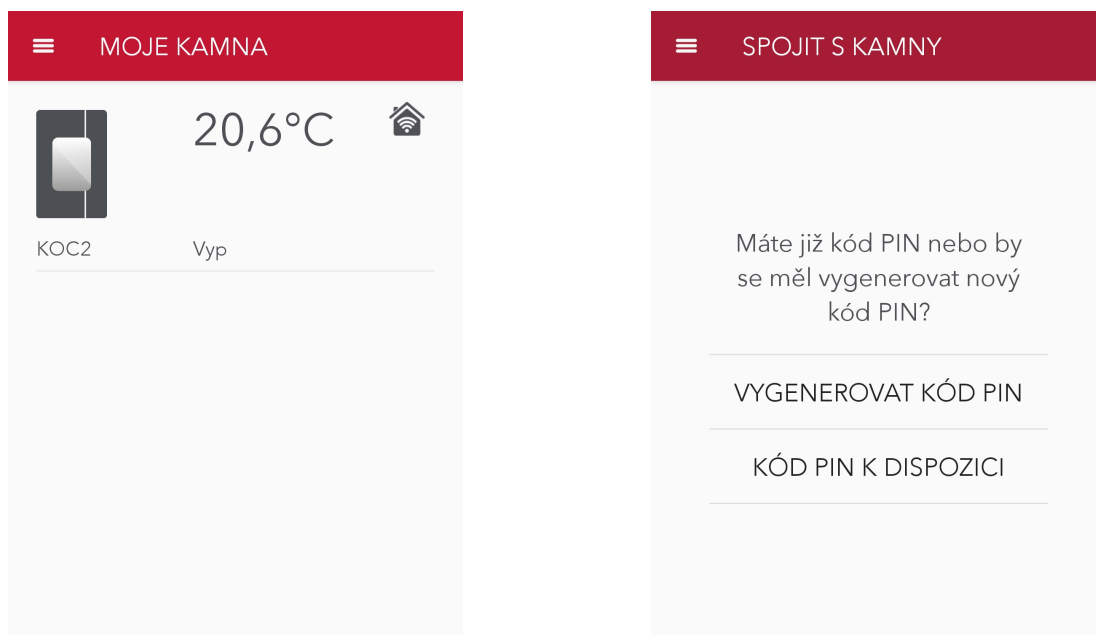 MOJE KAMNA
20,6°C
KOC2
Vyp
SPOJIT S KAMNY
Máte již kód PIN nebo by
se měl vygenerovat nový
kód PIN?
VYGENEROVAT KÓD PIN
KÓD PIN K DISPOZICI